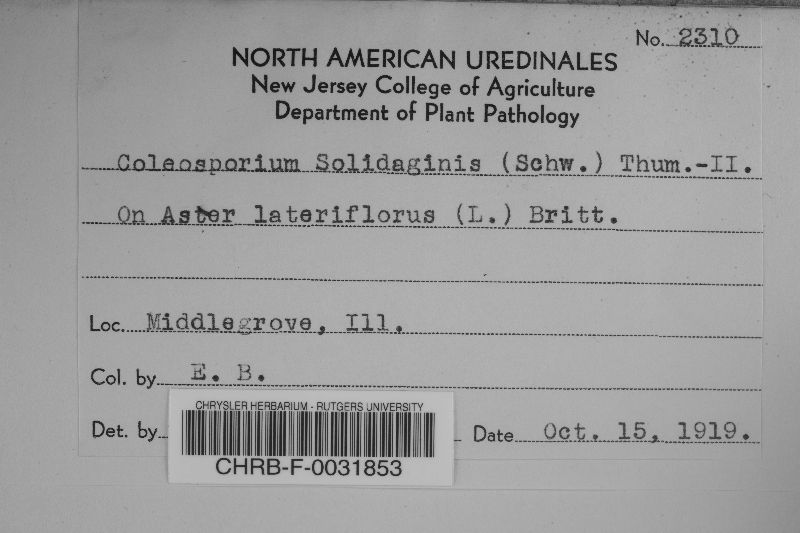 No. 2310
NORTH AMERICAN UREDINALES
New Jersey College of Agriculture
Department of Plant Pathology
Coleosporium Solidaginis (Schw.) Thum.-II.
On Aster lateriflorus (L.) Britt.
Loc. Middlegrove, Ill.
Col. by E. B.
Det. by
Date Oct. 15, 1919.
CHRYSLER HERBARIUM - RUTGERS UNIVERSITY
CHRB-F-0031853